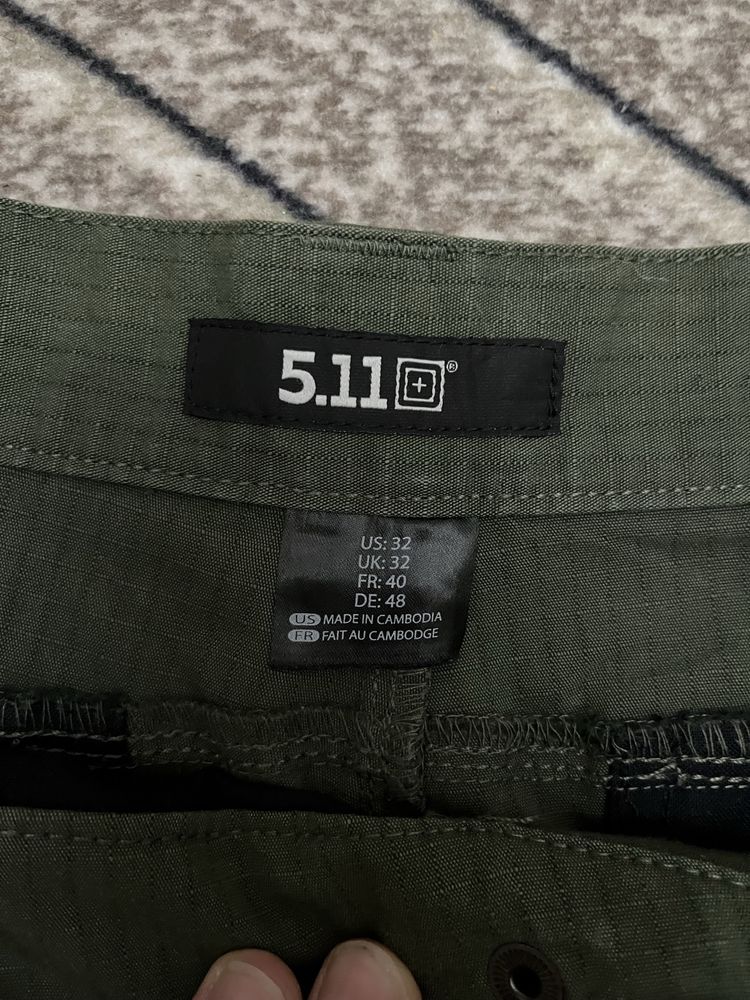 5.11®
US: 32
UK: 32
FR: 40
DE: 48
US MADE IN CAMBODIA
FR FAIT AU CAMBODGE